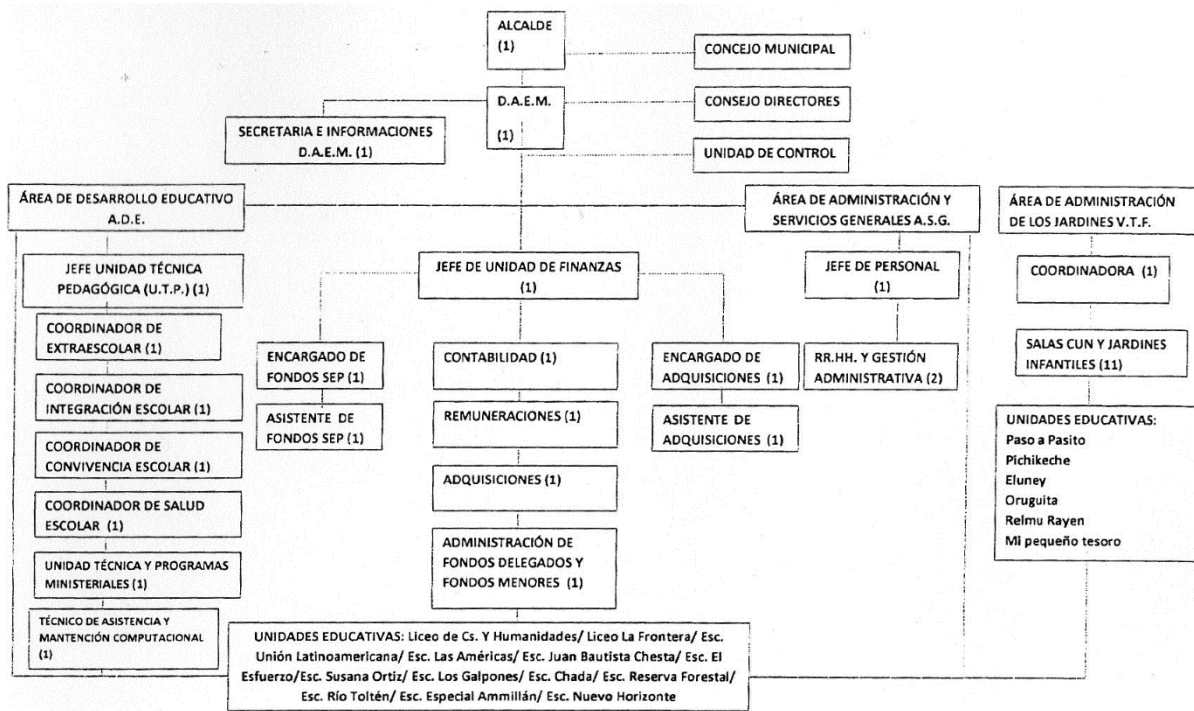 ALCALDE
(1)
CONCEJO MUNICIPAL
D.A.E.M.
(1)
CONSEJO DIRECTORES
SECRETARIA E INFORMACIONES
D.A.E.M. (1)
UNIDAD DE CONTROL
ÁREA DE DESARROLLO EDUCATIVO
A.D.E.
ÁREA DE ADMINISTRACIÓN Y
SERVICIOS GENERALES A.S.G.
ÁREA DE ADMINISTRACIÓN
DE LOS JARDINES V.T.F.
JEFE UNIDAD TÉCNICA
PEDAGÓGICA (U.T.P.) (1)
COORDINADOR DE
EXTRAESCOLAR (1)
COORDINADOR DE
INTEGRACIÓN ESCOLAR (1)
COORDINADOR DE
CONVIVENCIA ESCOLAR (1)
COORDINADOR DE SALUD
ESCOLAR (1)
UNIDAD TÉCNICA Y PROGRAMAS
MINISTERIALES (1)
TÉCNICO DE ASISTENCIA Y
MANTENCIÓN COMPUTACIONAL
(1)
JEFE DE UNIDAD DE FINANZAS
(1)
ENCARGADO DE
FONDOS SEP (1)
ASISTENTE DE
FONDOS SEP (1)
CONTABILIDAD (1)
REMUNERACIONES (1)
ADQUISICIONES (1)
ADMINISTRACIÓN DE
FONDOS DELEGADOS Y
FONDOS MENORES (1)
ENCARGADO DE
ADQUISICIONES (1)
ASISTENTE DE
ADQUISICIONES (1)
JEFE DE PERSONAL
(1)
RR.HH. Y GESTIÓN
ADMINISTRATIVA (2)
COORDINADORA (1)
SALAS CUN Y JARDINES
INFANTILES (11)
UNIDADES EDUCATIVAS:
Paso a Pasito
Pichikeche
Eluney
Oruguita
Relmu Rayen
Mi pequeño tesoro
UNIDADES EDUCATIVAS: Liceo de Cs. Y Humanidades/ Liceo La Frontera/ Esc.
Unión Latinoamericana/ Esc. Las Américas/ Esc. Juan Bautista Chesta/ Esc. El
Esfuerzo/Esc. Susana Ortiz/ Esc. Los Galpones/ Esc. Chada/ Esc. Reserva Forestal/
Esc. Río Toltén/ Esc. Especial Ammillán/ Esc. Nuevo Horizonte